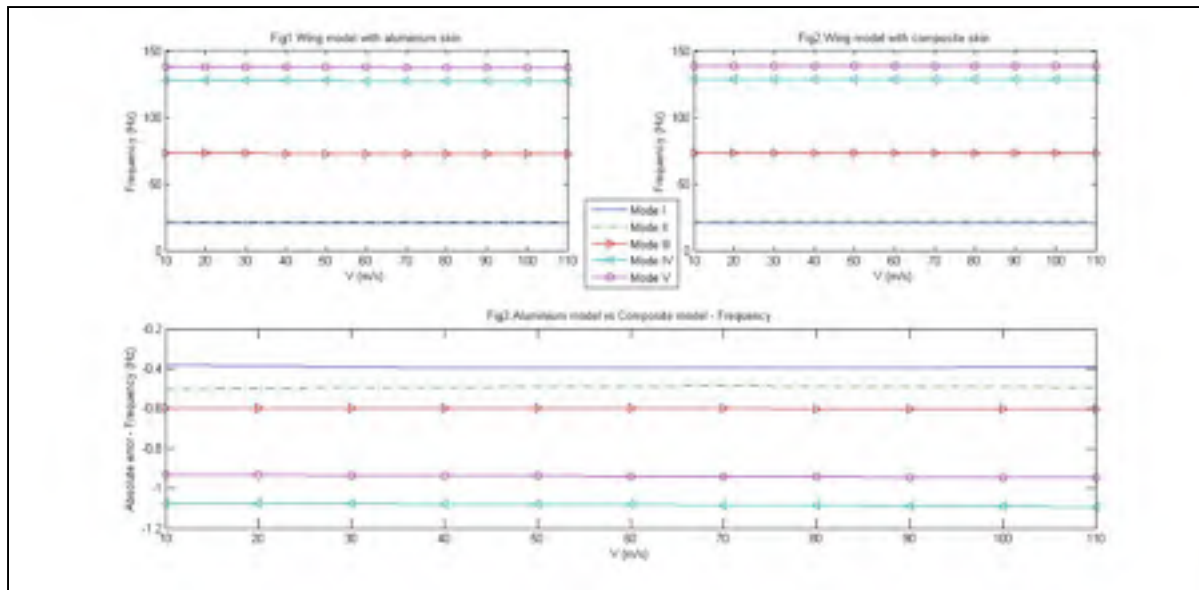 Fig1.Wing model with aluminium skin
Frequency (Hz)
150
100
50
0
10 20 30 40 50 60 70 80 90 100 110
V (m/s)
Fig2.Wing model with composite skin
Frequency (Hz)
150
100
50
0
10 20 30 40 50 60 70 80 90 100 110
V (m/s)
Mode I
Mode II
Mode III
Mode IV
Mode V
Fig3.Aluminium model vs Composite model - Frequency
Absolute error - Frequency (Hz)
-0.2
-0.4
-0.6
-0.8
-1
-1.2
10 20 30 40 50 60 70 80 90 100 110
V (m/s)